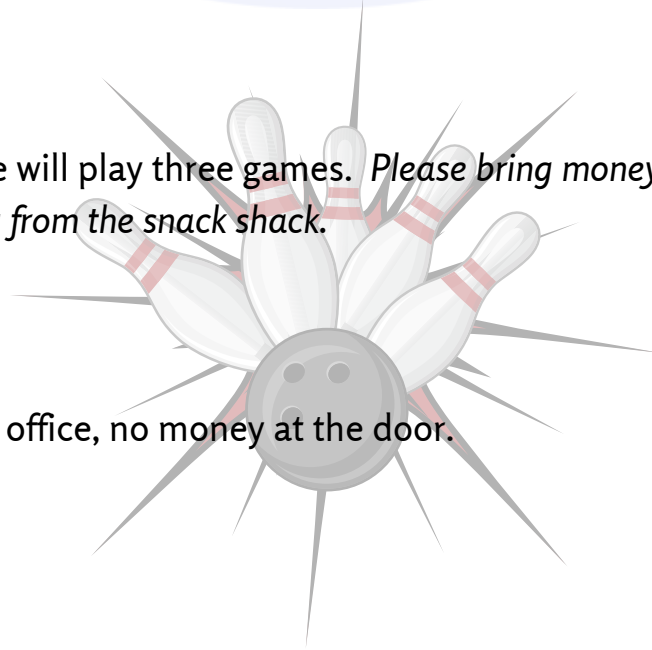 will play three games. Please bring money
from the snack shack.
office, no money at the door.